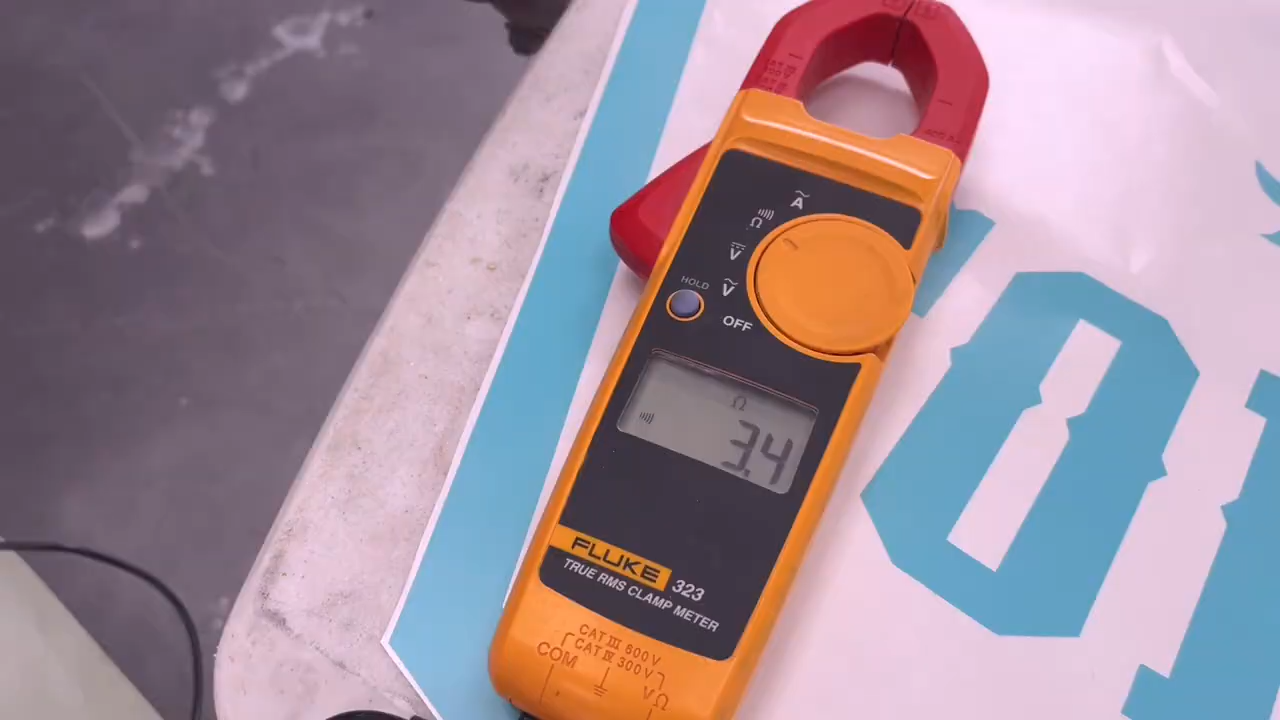 A
Ω
V
HOLD
V
OFF
Ω
3.4
FLUKE 323
TRUE RMS CLAMP METER
CAT III 600V
CAT IV 300V
COM
VΩ